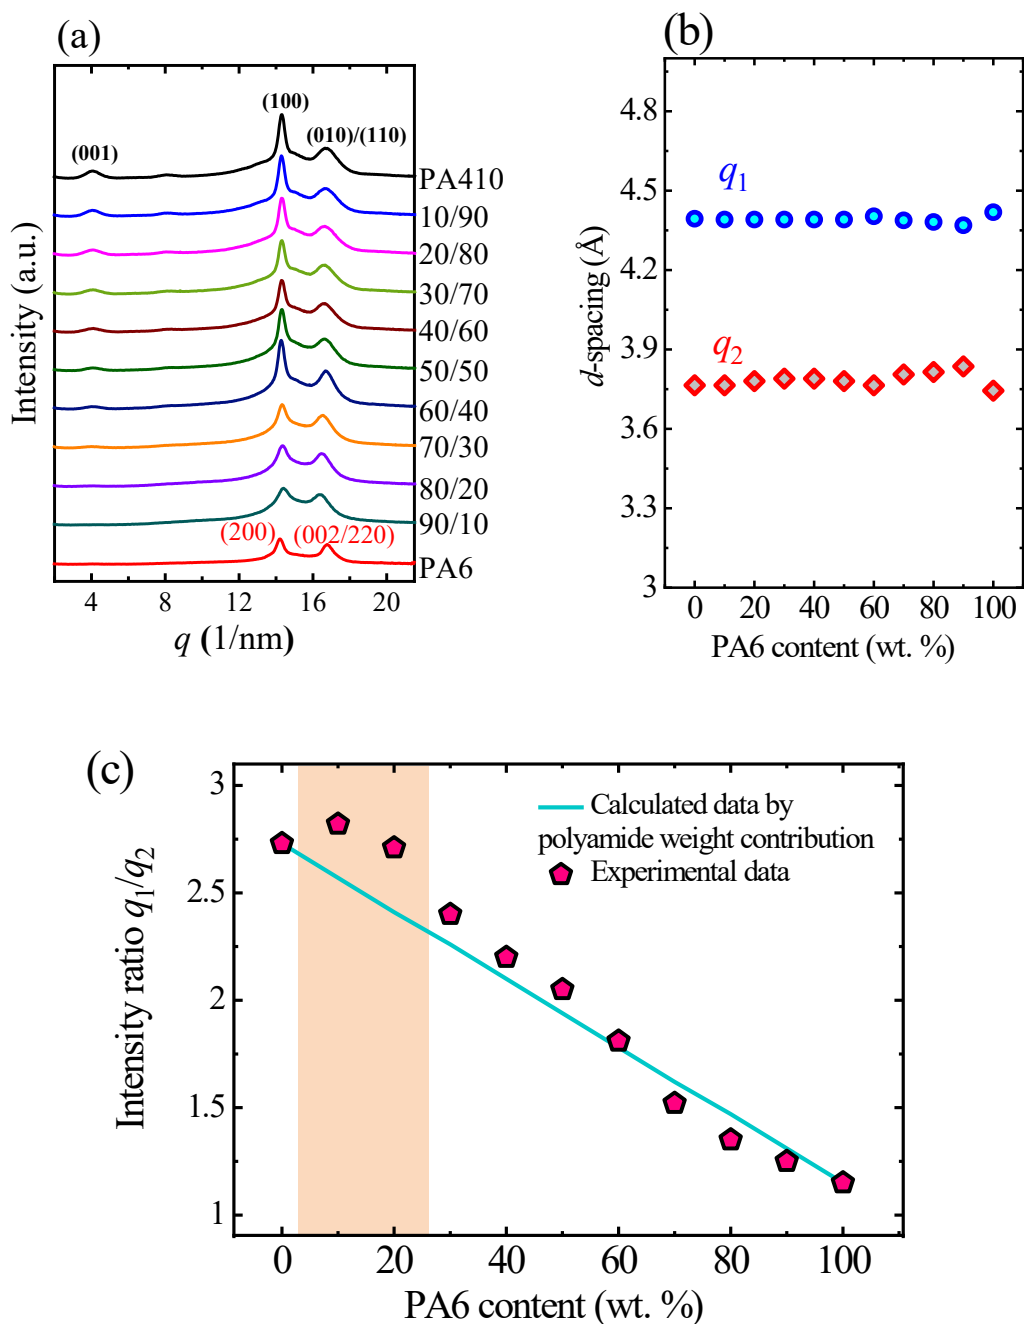 (a)
Intensity (a.u.)
(001)
(100)
(010)/(110)
PA410
10/90
20/80
30/70
40/60
50/50
60/40
70/30
80/20
90/10
(200)
(002/220)
PA6
4
8
12
16
20
q (1/nm)
(b)
d-spacing (Å)
4.8
4.5
4.2
3.9
3.6
3.3
3
q1
q2
0
20
40
60
80
100
PA6 content (wt. %)
(c)
Intensity ratio q1/q2
3
2.5
2
1.5
1
Calculated data by
polyamide weight contribution
Experimental data
0
20
40
60
80
100
PA6 content (wt. %)